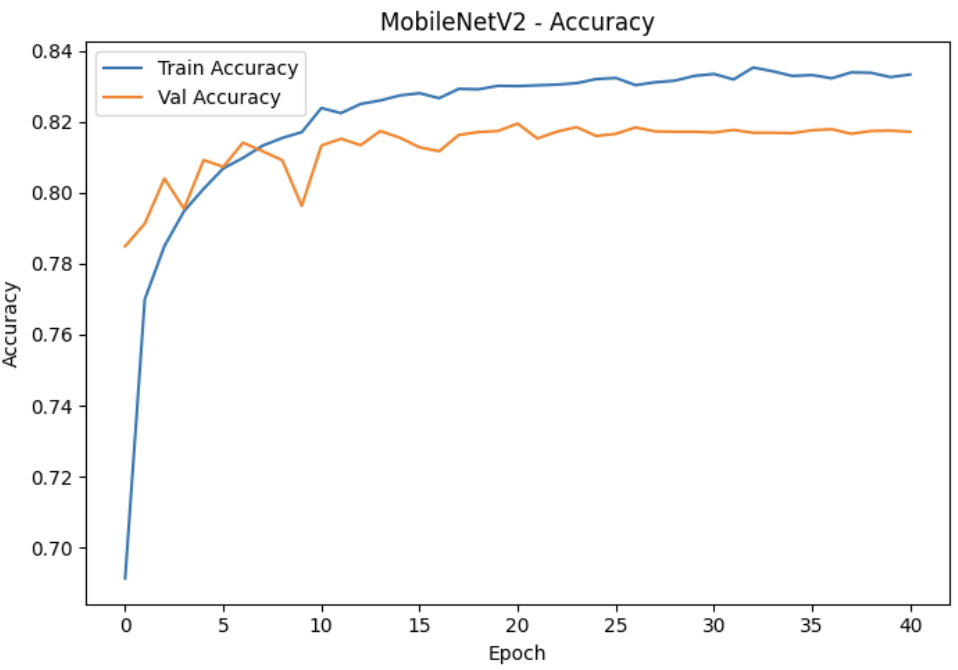 MobileNetV2 - Accuracy
0.84
0.82
0.80
0.78
0.76
0.74
0.72
0.70
Accuracy
Train Accuracy
Val Accuracy
0 5 10 15 20 25 30 35 40
Epoch